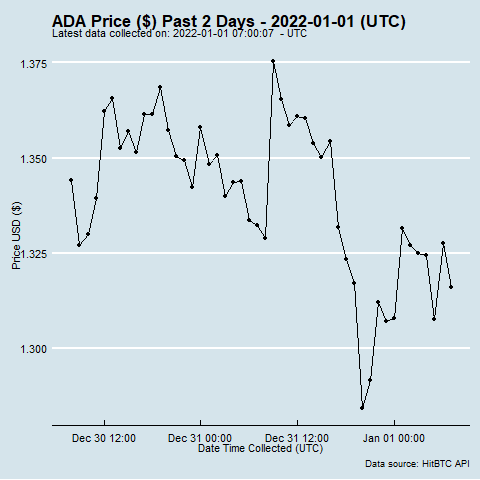 ADA Price ($) Past 2 Days - 2022-01-01 (UTC)
Latest data collected on: 2022-01-01 07:00:07 - UTC
1.375
1.350
1.325
1.300
Price USD ($)
Dec 30 12:00
Dec 31 00:00
Dec 31 12:00
Jan 01 00:00
Date Time Collected (UTC)
Data source: HitBTC API